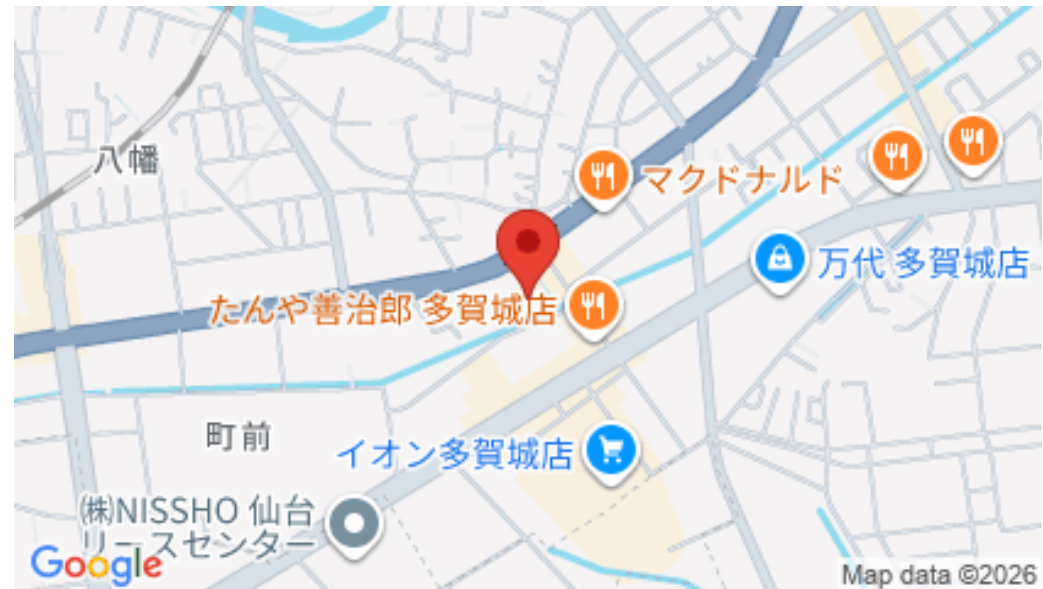 八幡
マクドナルド
万代 多賀城店
たんや善治郎 多賀城店
町前
イオン多賀城店
㈱NISSHO 仙台
リースセンター
Google
Map data ©2026